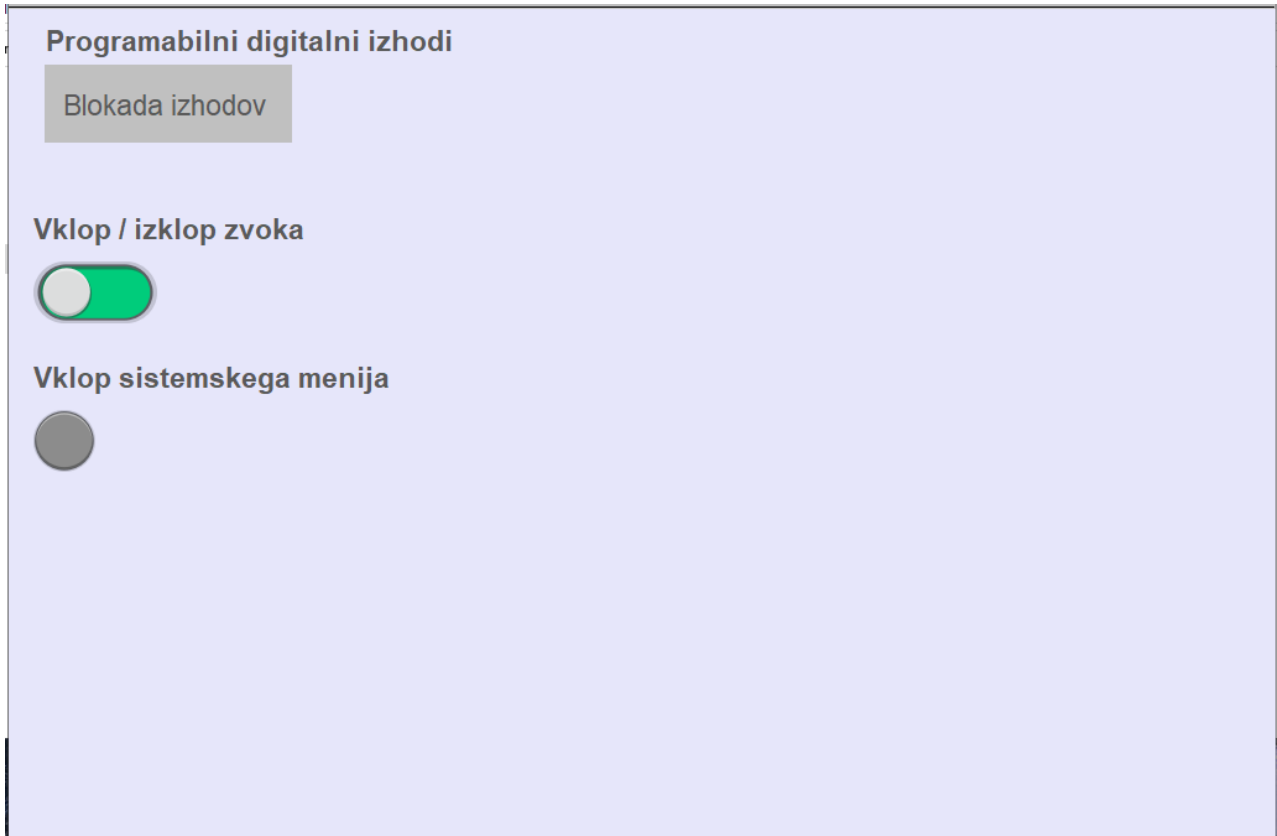 Programabilni digitalni izhodi
Blokada izhodov
Vklop / izklop zvoka
Vklop sistemskega menija